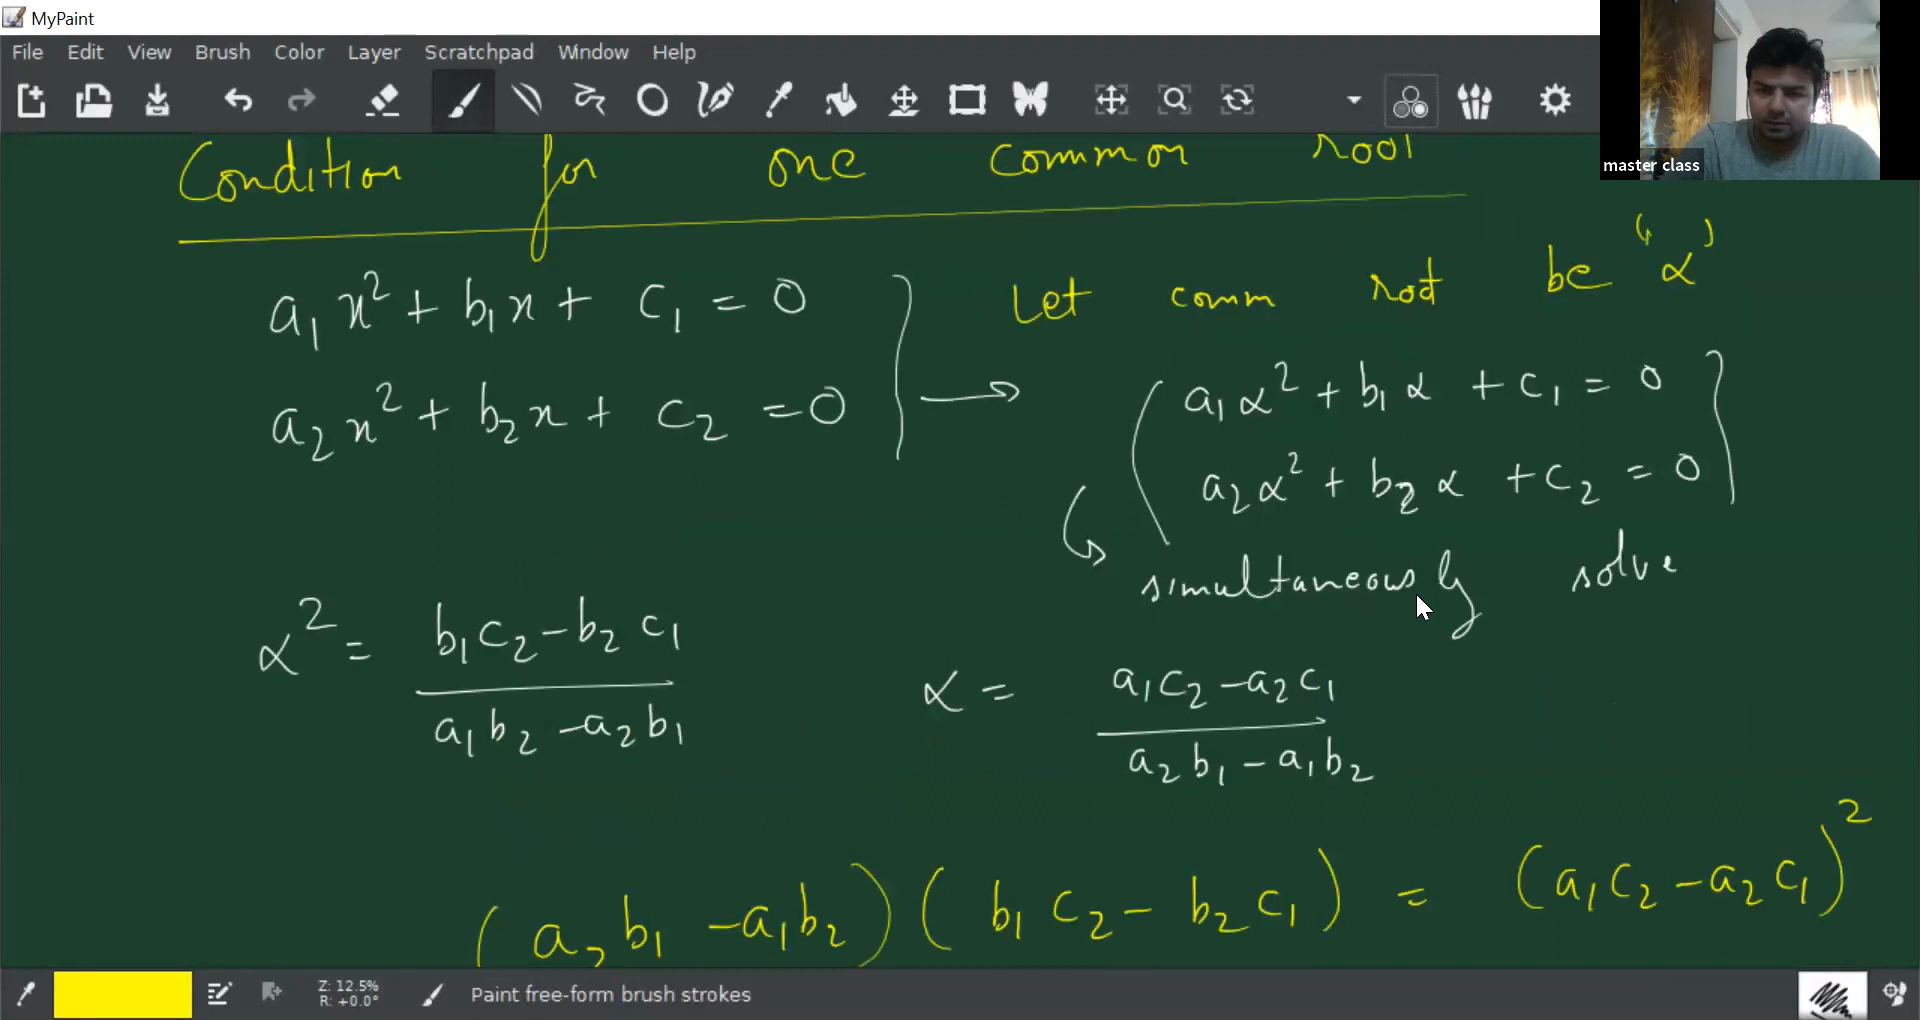 MyPaint
File Edit View Brush Color Layer Scratchpad Window Help
master class
Condition for one common root
a₁x² + b₁x + c₁ = 0
a₂x² + b₂x + c₂ = 0
Let comm root be 'α'
a₁α² + b₁α + c₁ = 0
a₂α² + b₂α + c₂ = 0
simultaneously solve
α² = (b₁c₂ - b₂c₁) / (a₁b₂ - a₂b₁)
α = (a₁c₂ - a₂c₁) / (a₂b₁ - a₁b₂)
(a₂b₁ - a₁b₂)(b₁c₂ - b₂c₁) = (a₁c₂ - a₂c₁)²
Z: 12.5%
R: +0.0°
Paint free-form brush strokes